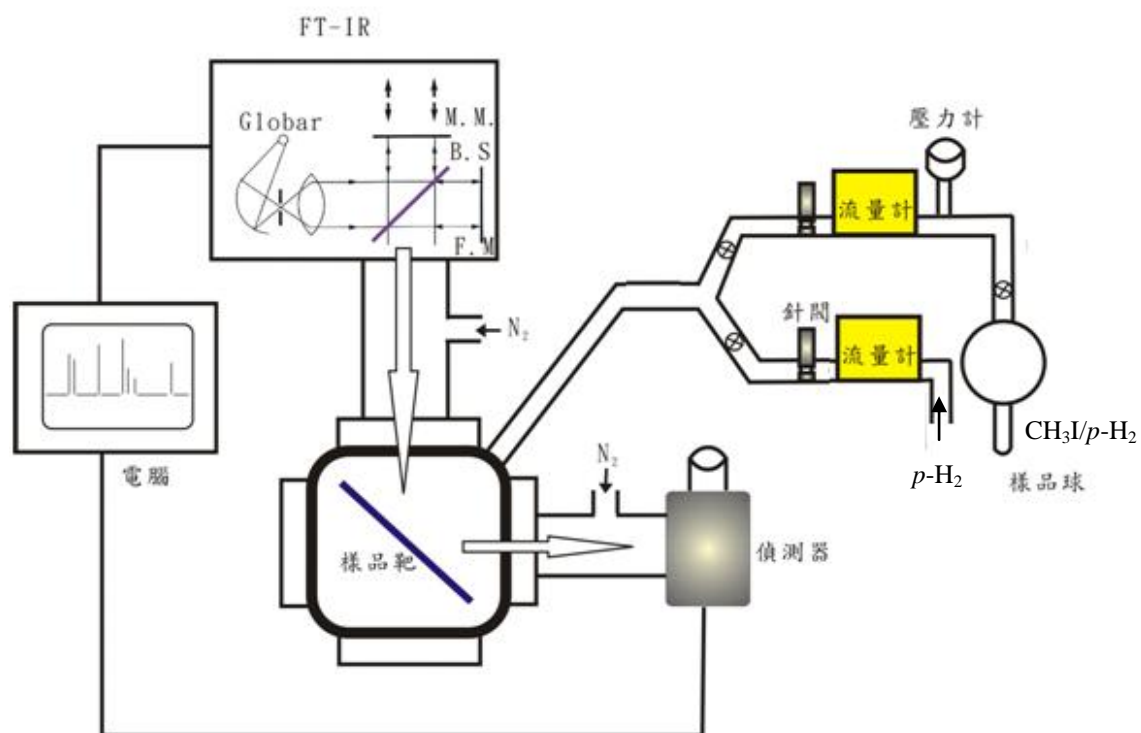 FT-IR
Globar
M.M.
B.S
F.M
N₂
電腦
樣品靶
N₂
偵測器
壓力計
流量計
針閥
流量計
p-H₂
CH₃I/p-H₂
樣品球